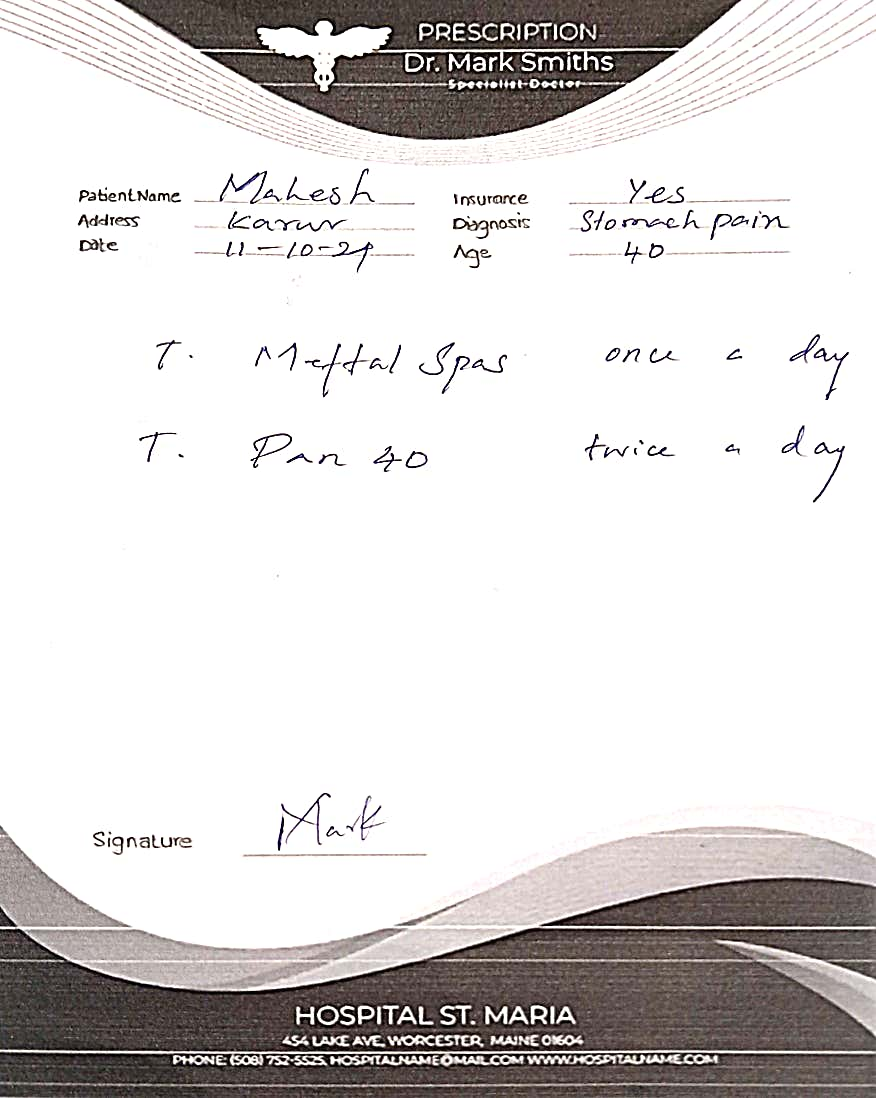 PRESCRIPTION
Dr. Mark Smiths
Specialist Doctor
Patient Name Mahesh Insurance Yes
Address Karur Diagnosis Stomach pain
Date 11-10-24 Age 40
T. Meftal Spas once a day
T. Pan 40 twice a day
Signature Mark
HOSPITAL ST. MARIA
454 LAKE AVE, WORCESTER, MAINE 01604
PHONE: (508) 752-5525, HOSPITALNAME@MAIL.COM WWW.HOSPITALNAME.COM